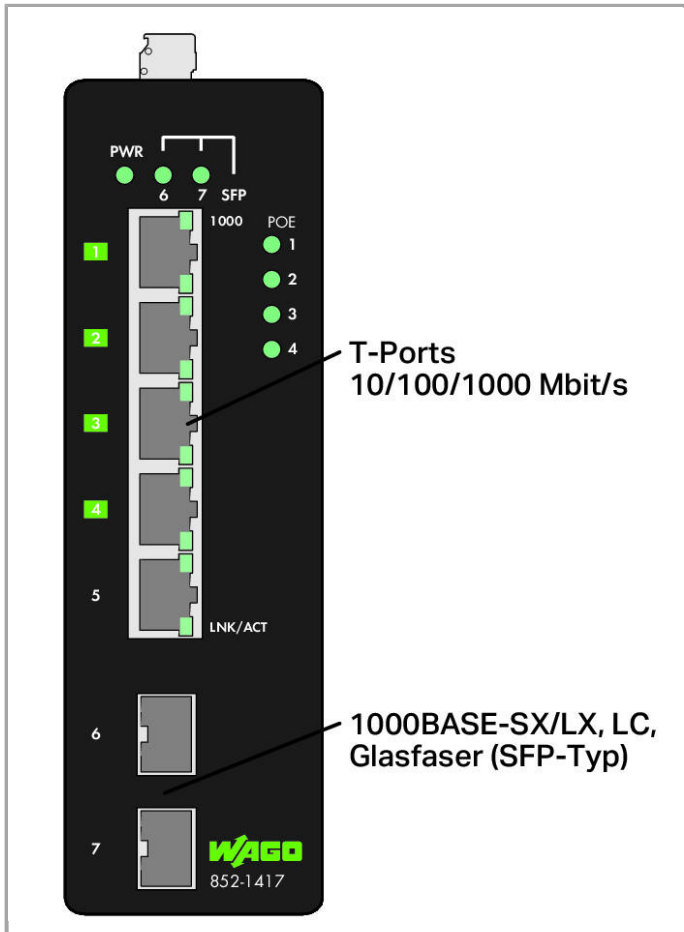 PWR
6 7 SFP
1000 POE
1
2
3
4
T-Ports
10/100/1000 Mbit/s
1
2
3
4
5
LNK/ACT
6
1000BASE-SX/LX, LC,
Glasfaser (SFP-Typ)
7
WAGO
852-1417